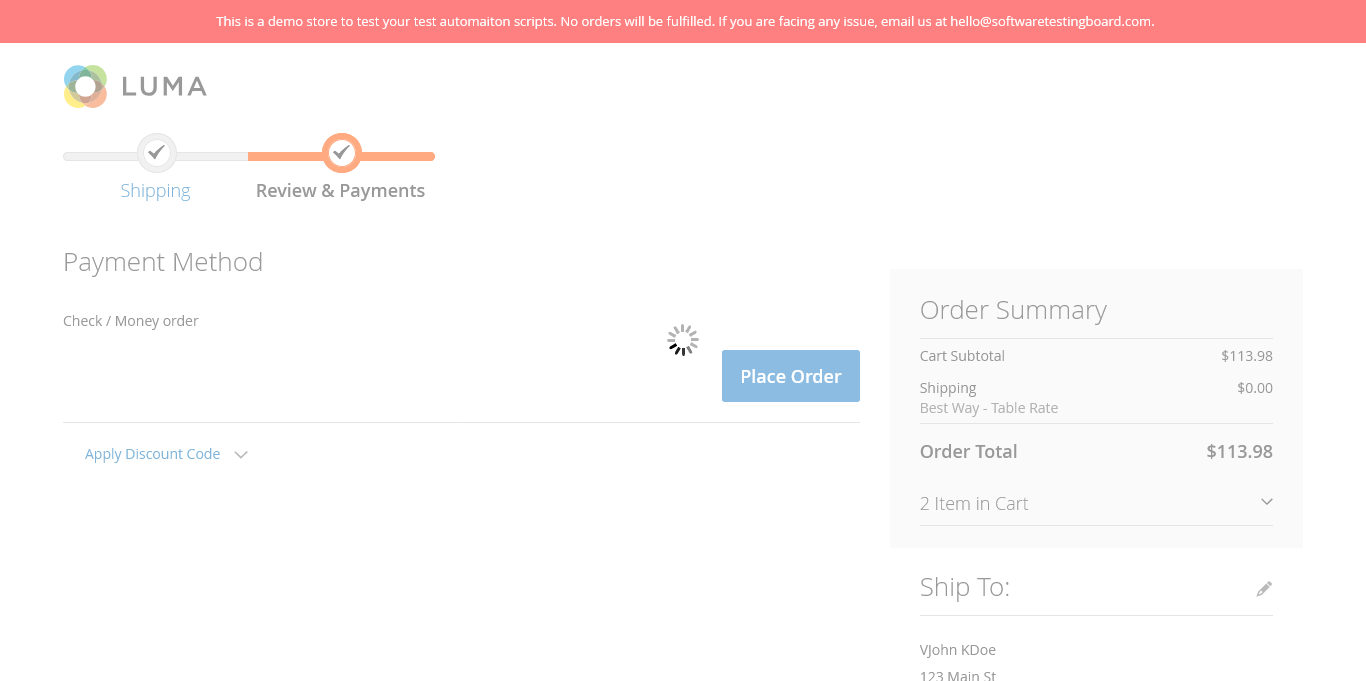 This is a demo store to test your test automaiton scripts. No orders will be fulfilled. If you are facing any issue, email us at hello@softwaretestingboard.com.
LUMA
Shipping
Review & Payments
Payment Method
Check / Money order
Place Order
Apply Discount Code
Order Summary
Cart Subtotal $113.98
Shipping $0.00
Best Way - Table Rate
Order Total $113.98
2 Item in Cart
Ship To:
VJohn KDoe
123 Main St